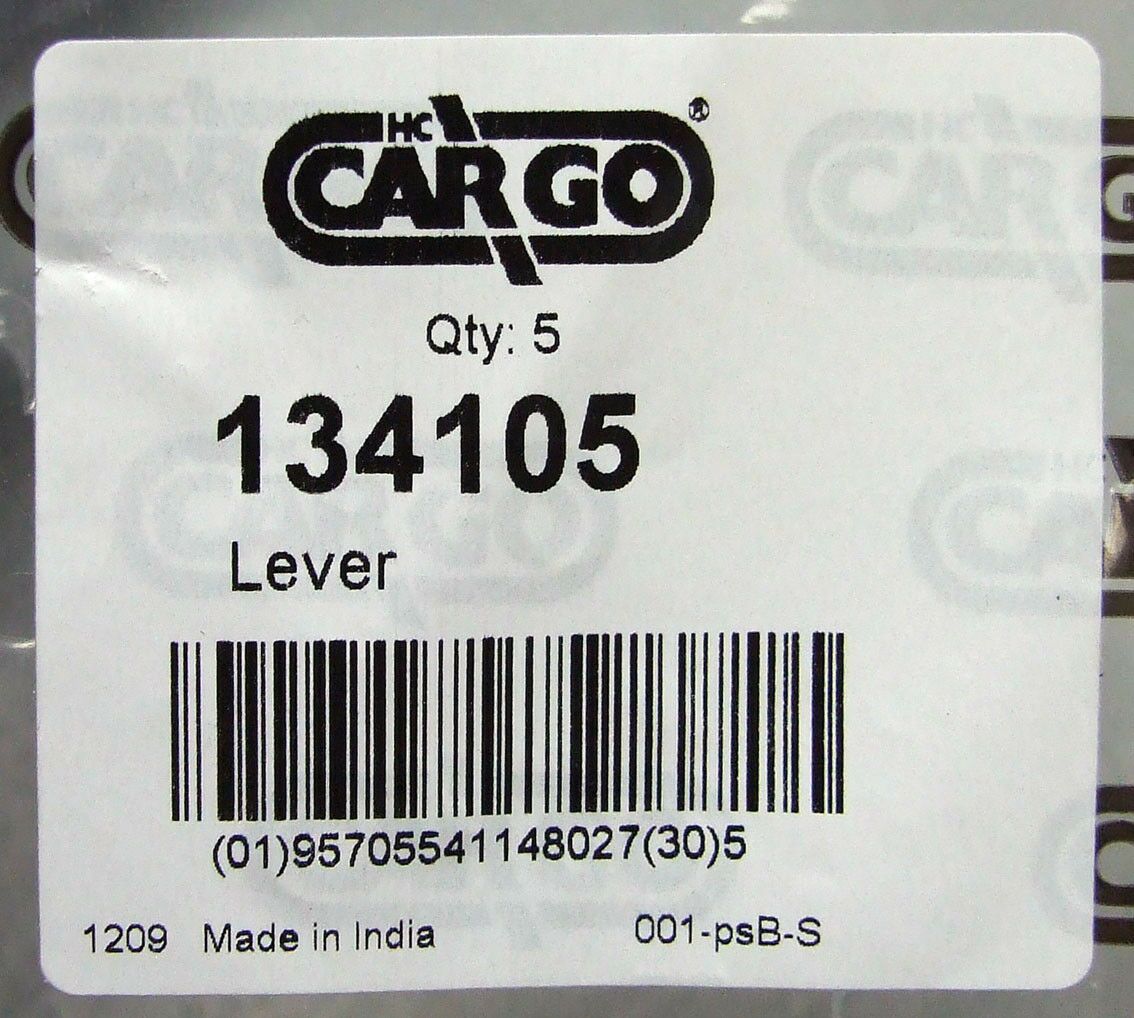 HC
CARGO®
Qty: 5
134105
Lever
(01)95705541148027(30)5
1209 Made in India 001-psB-S